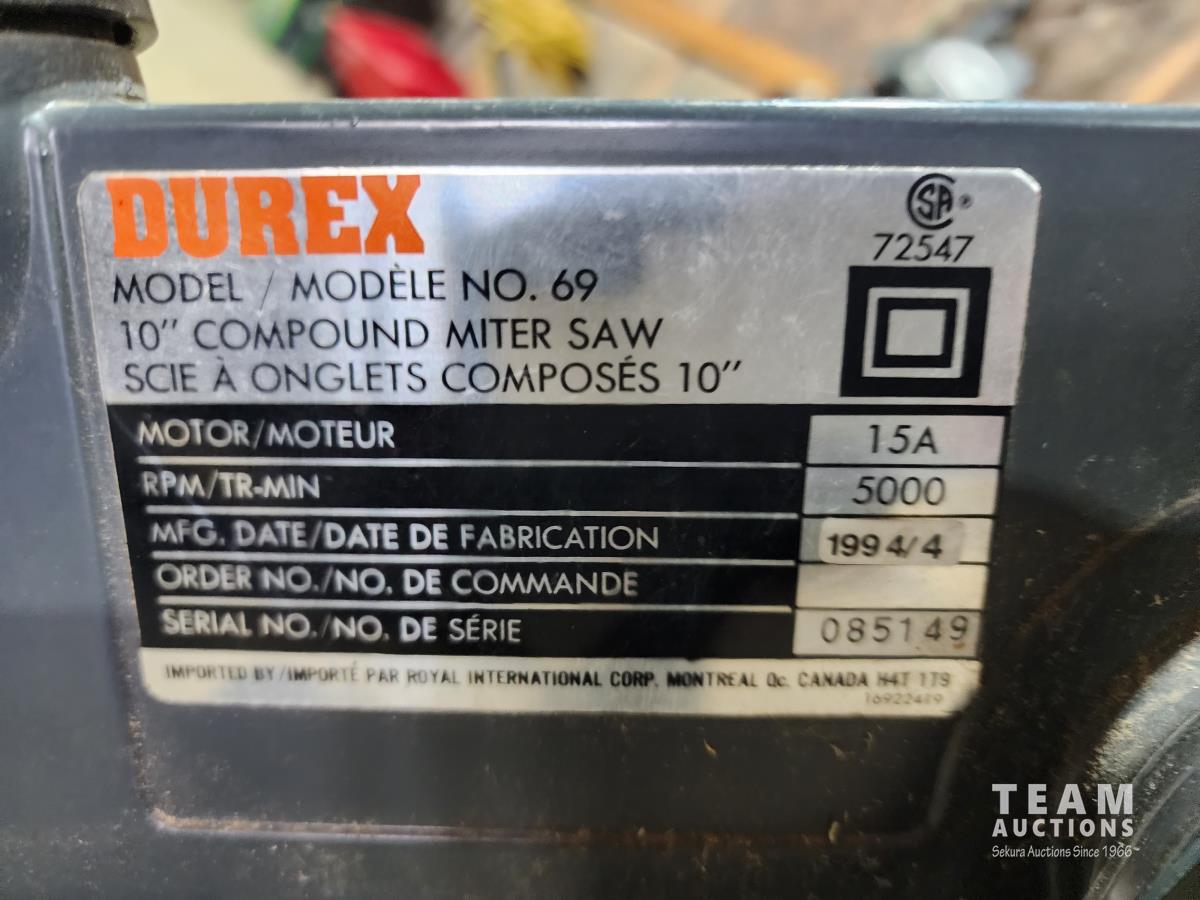 DUREX
MODEL / MODÈLE NO. 69
10" COMPOUND MITER SAW
SCIE À ONGLETS COMPOSÉS 10"
SA ®
72547
MOTOR/MOTEUR 15A
RPM/TR-MIN 5000
MFG. DATE/DATE DE FABRICATION 1994/4
ORDER NO./NO. DE COMMANDE
SERIAL NO./NO. DE SÉRIE 085149
IMPORTED BY/IMPORTÉ PAR ROYAL INTERNATIONAL CORP. MONTREAL Qc. CANADA H4T 1T9
TEAM
AUCTIONS
Sekura Auctions Since 1966